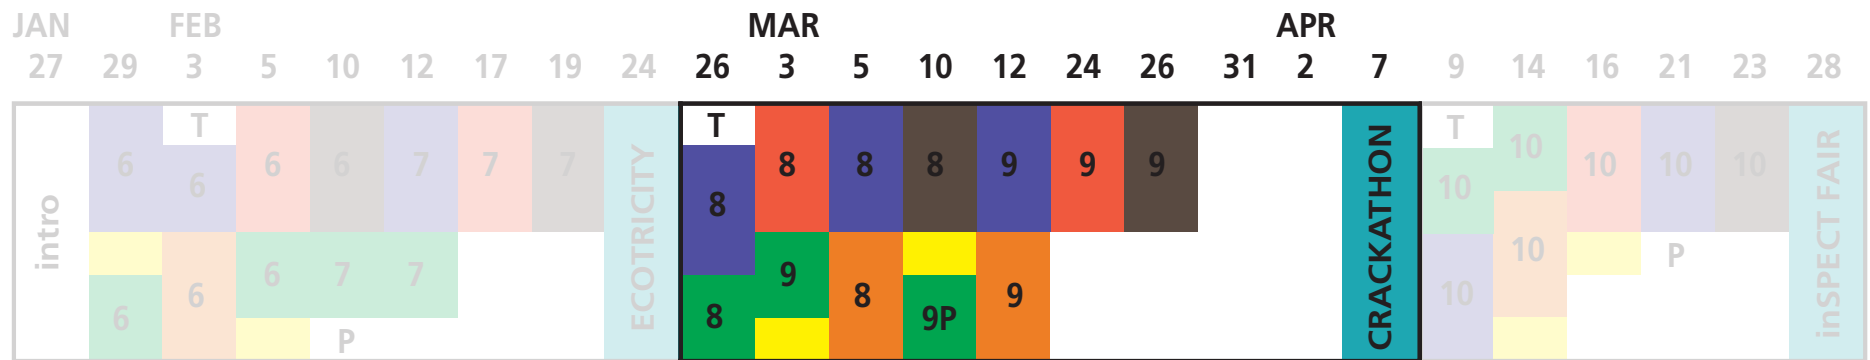 JAN FEB MAR APR
27 29 3 5 10 12 17 19 24 26 3 5 10 12 24 26 31 2 7 9 14 16 21 23 28
T T T
6 6 6 6 7 7 7 8 8 8 8 9 9 9 10 10 10 10 10
intro ECOTRICITY CRACKATHON inSPECT FAIR
6 6 6 7 7 8 9 8 9P 9 10 10 P
P